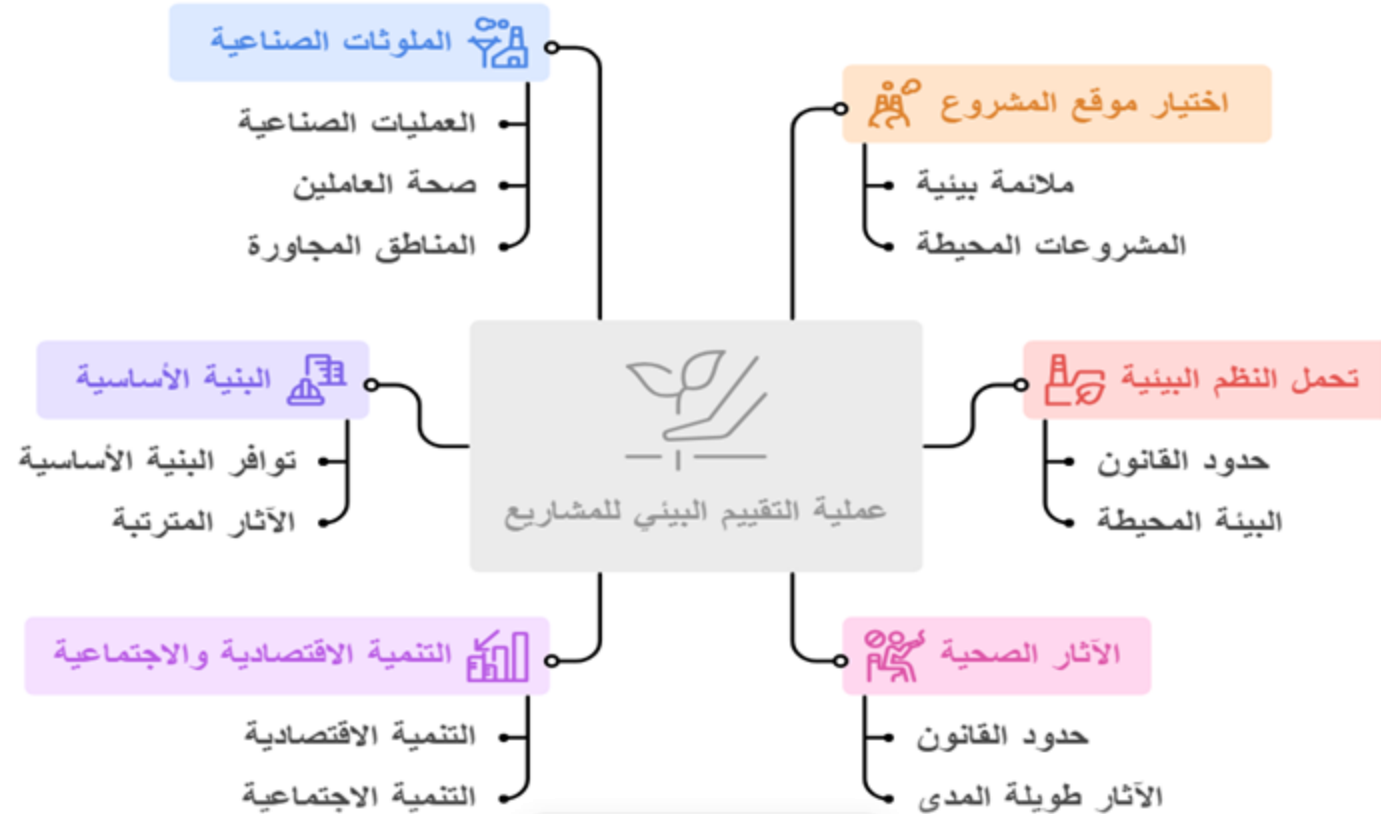 اختيار موقع المشروع
ملائمة بيئية
المشروعات المحيطة
تحمل النظم البيئية
حدود القانون
البيئة المحيطة
الآثار الصحية
حدود القانون
الآثار طويلة المدى
عملية التقييم البيئي للمشاريع
الملوثات الصناعية
العمليات الصناعية
صحة العاملين
المناطق المجاورة
البنية الأساسية
توافر البنية الأساسية
الآثار المترتبة
التنمية الاقتصادية والاجتماعية
التنمية الاقتصادية
التنمية الاجتماعية